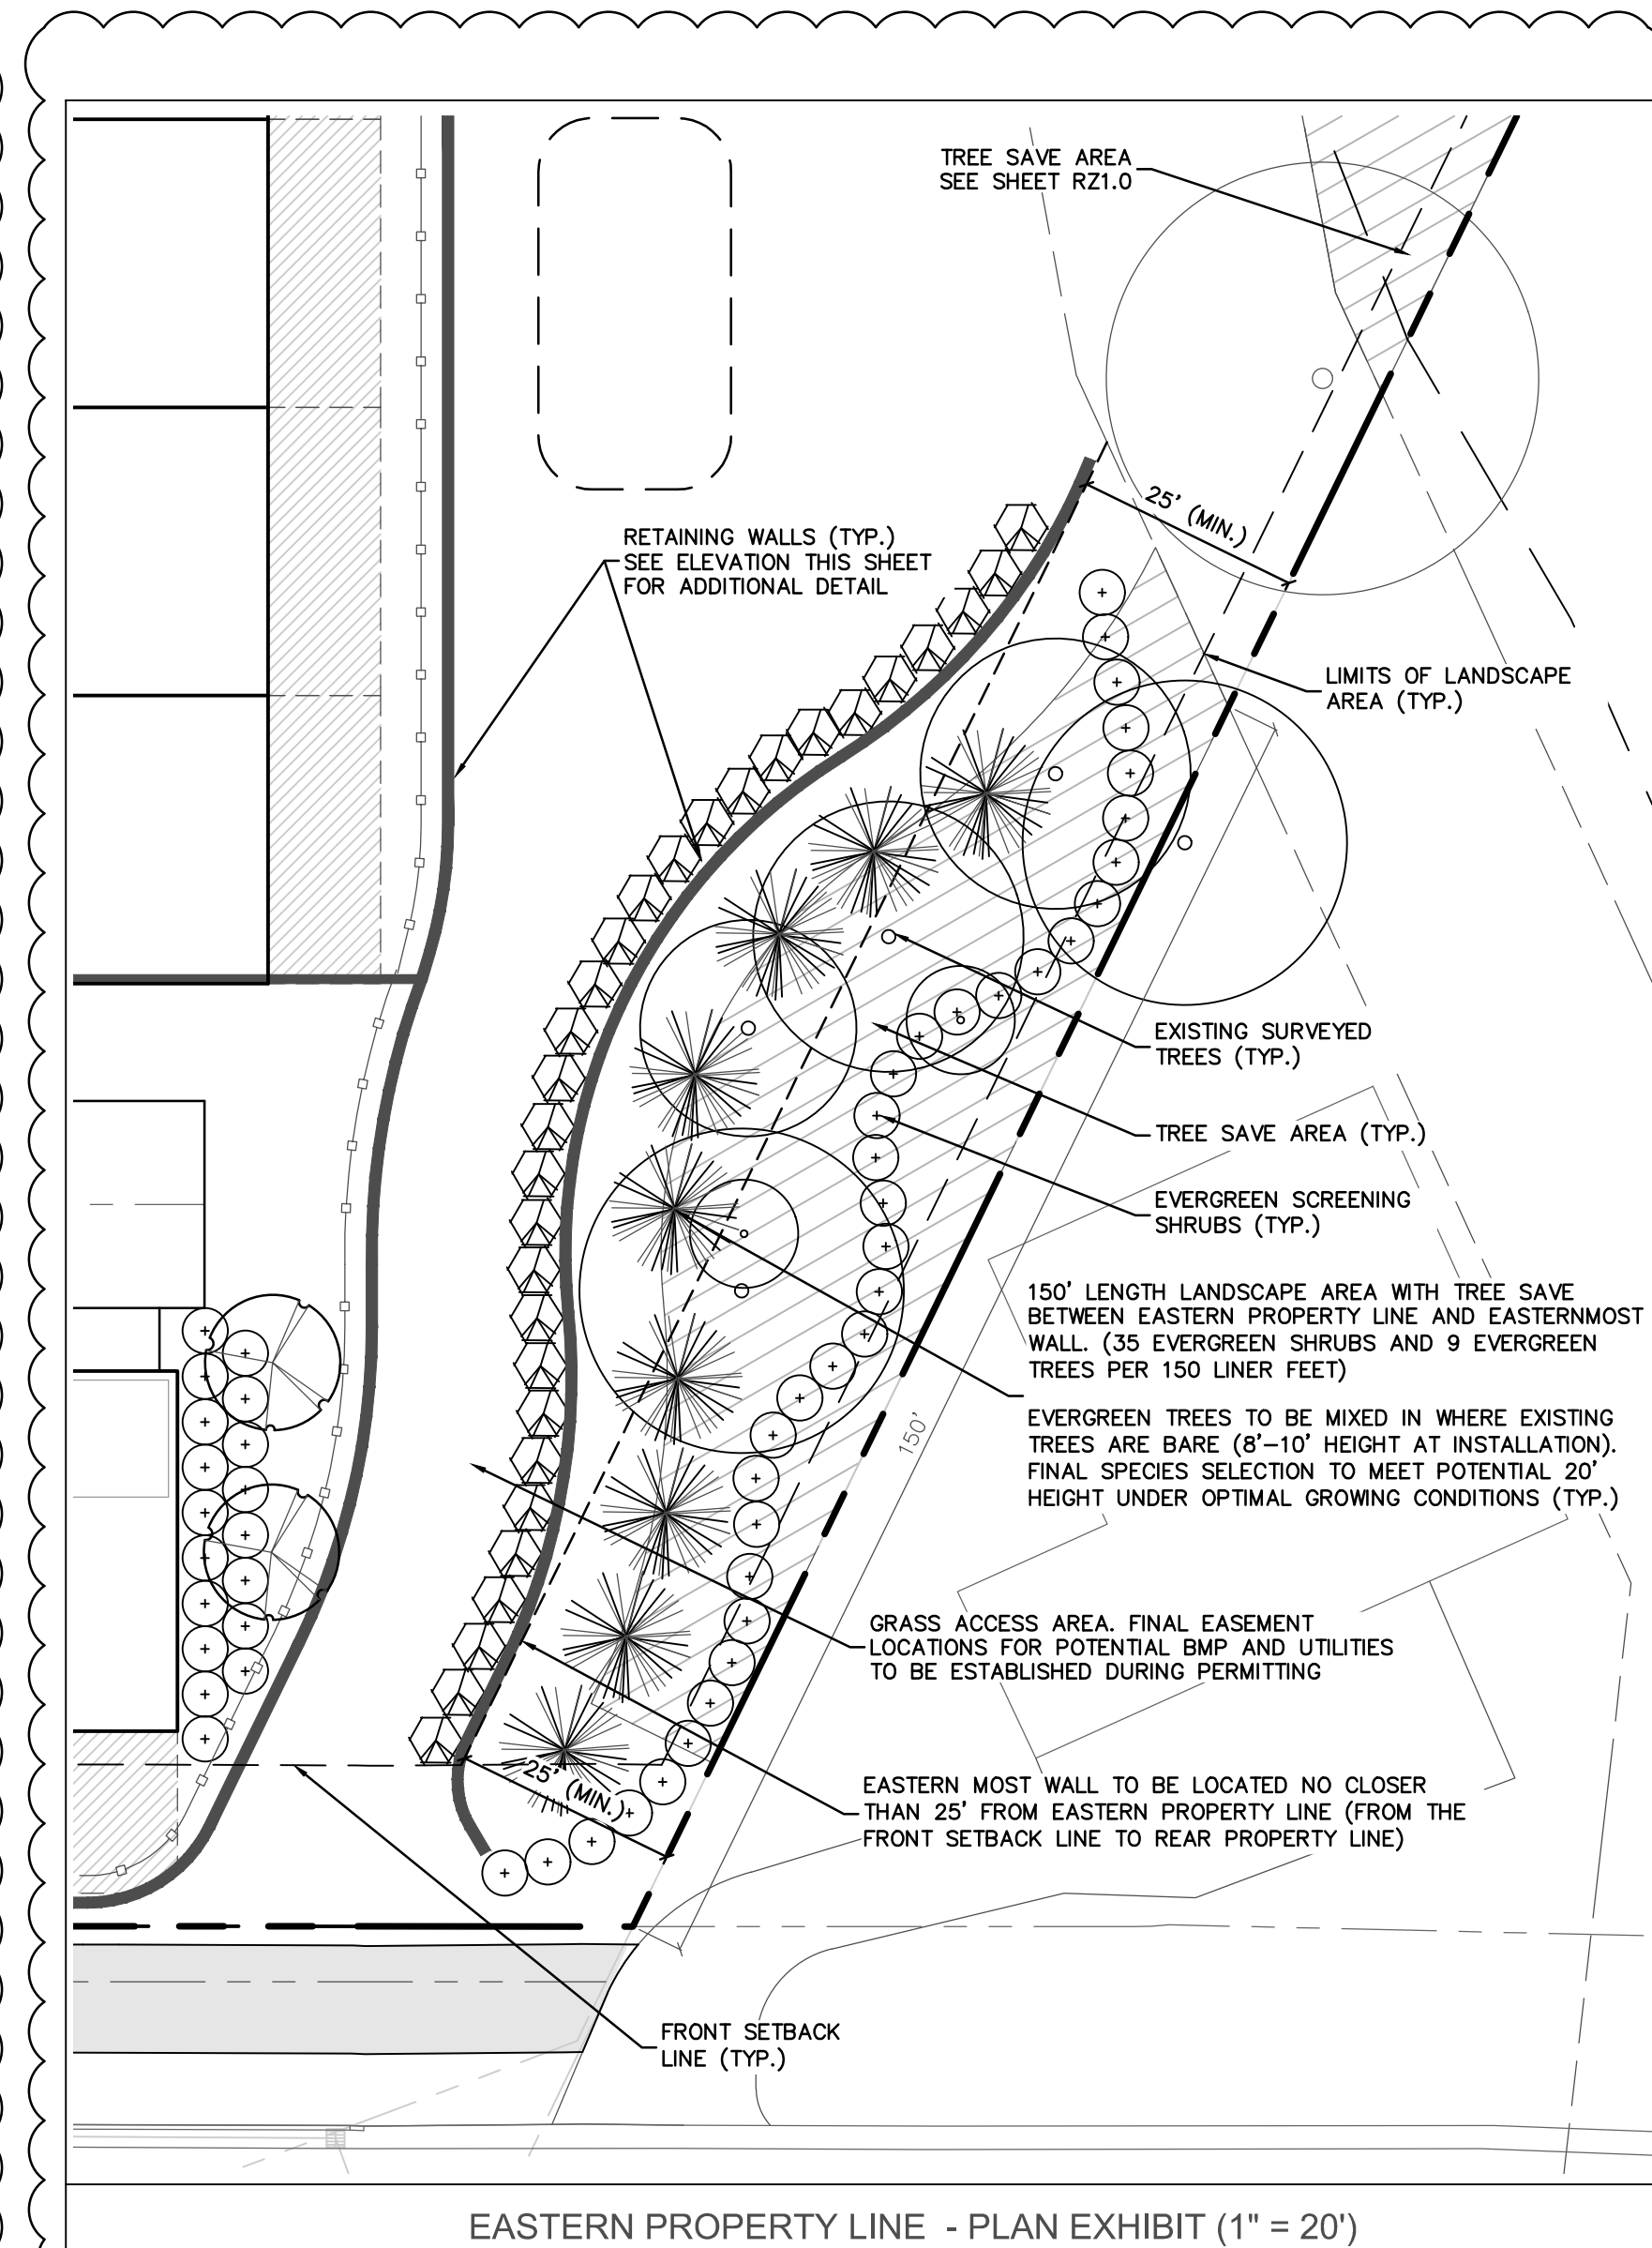 TREE SAVE AREA
SEE SHEET RZ1.0
25' (MIN.)
RETAINING WALLS (TYP.)
SEE ELEVATION THIS SHEET
FOR ADDITIONAL DETAIL
LIMITS OF LANDSCAPE
AREA (TYP.)
EXISTING SURVEYED
TREES (TYP.)
TREE SAVE AREA (TYP.)
EVERGREEN SCREENING
SHRUBS (TYP.)
150' LENGTH LANDSCAPE AREA WITH TREE SAVE
BETWEEN EASTERN PROPERTY LINE AND EASTERNMOST
WALL. (35 EVERGREEN SHRUBS AND 9 EVERGREEN
TREES PER 150 LINER FEET)
EVERGREEN TREES TO BE MIXED IN WHERE EXISTING
TREES ARE BARE (8'-10' HEIGHT AT INSTALLATION).
FINAL SPECIES SELECTION TO MEET POTENTIAL 20'
HEIGHT UNDER OPTIMAL GROWING CONDITIONS (TYP.)
150'
GRASS ACCESS AREA. FINAL EASEMENT
LOCATIONS FOR POTENTIAL BMP AND UTILITIES
TO BE ESTABLISHED DURING PERMITTING
25' (MIN.)
EASTERN MOST WALL TO BE LOCATED NO CLOSER
THAN 25' FROM EASTERN PROPERTY LINE (FROM THE
FRONT SETBACK LINE TO REAR PROPERTY LINE)
FRONT SETBACK
LINE (TYP.)
EASTERN PROPERTY LINE - PLAN EXHIBIT (1" = 20')